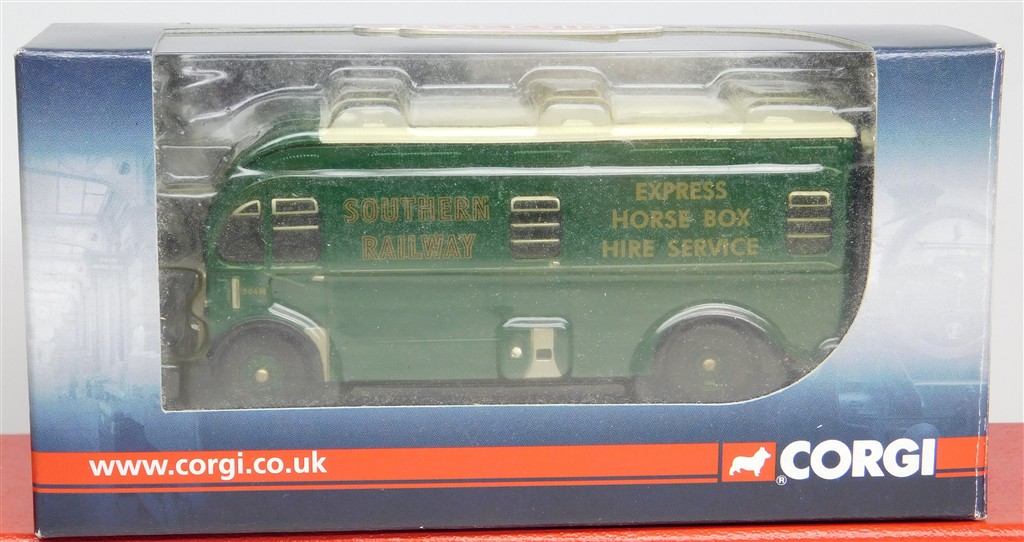 SOUTHERN
RAILWAY
EXPRESS
HORSE BOX
HIRE SERVICE
www.corgi.co.uk
® CORGI